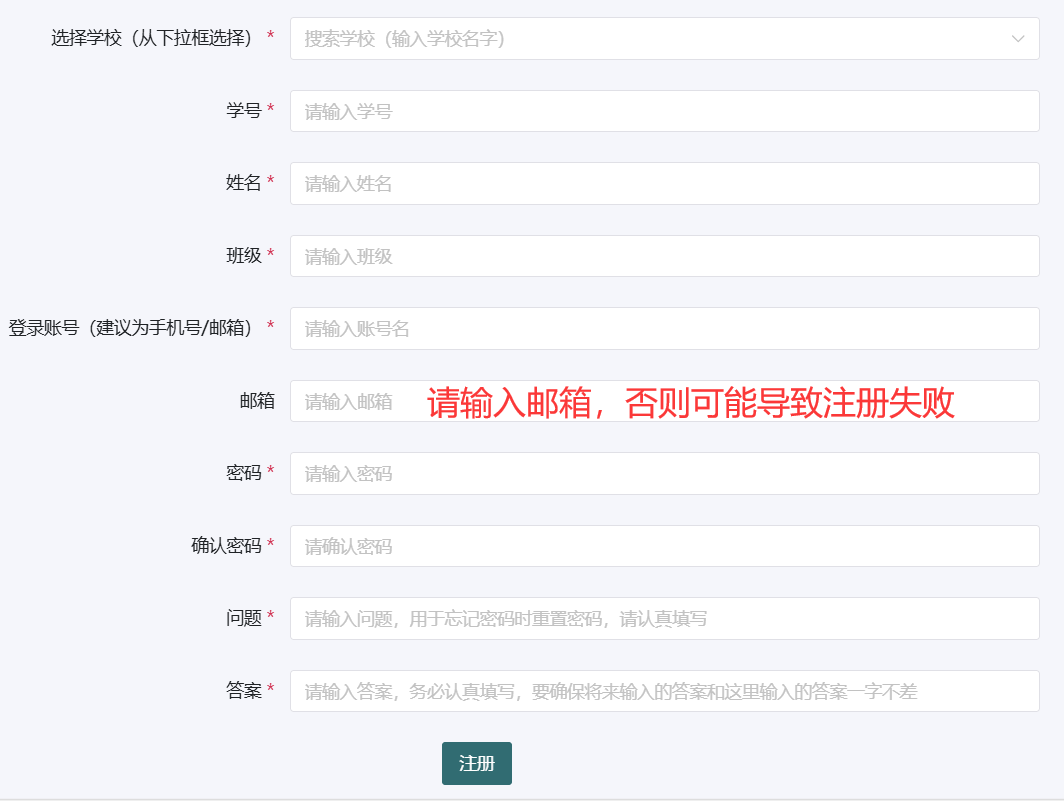 选择学校（从下拉框选择） * 搜索学校（输入学校名字）
学号 * 请输入学号
姓名 * 请输入姓名
班级 * 请输入班级
登录账号（建议为手机号/邮箱） * 请输入账号名
邮箱 请输入邮箱 请输入邮箱，否则可能导致注册失败
密码 * 请输入密码
确认密码 * 请确认密码
问题 * 请输入问题，用于忘记密码时重置密码，请认真填写
答案 * 请输入答案，务必认真填写，要确保将来输入的答案和这里输入的答案一字不差
注册